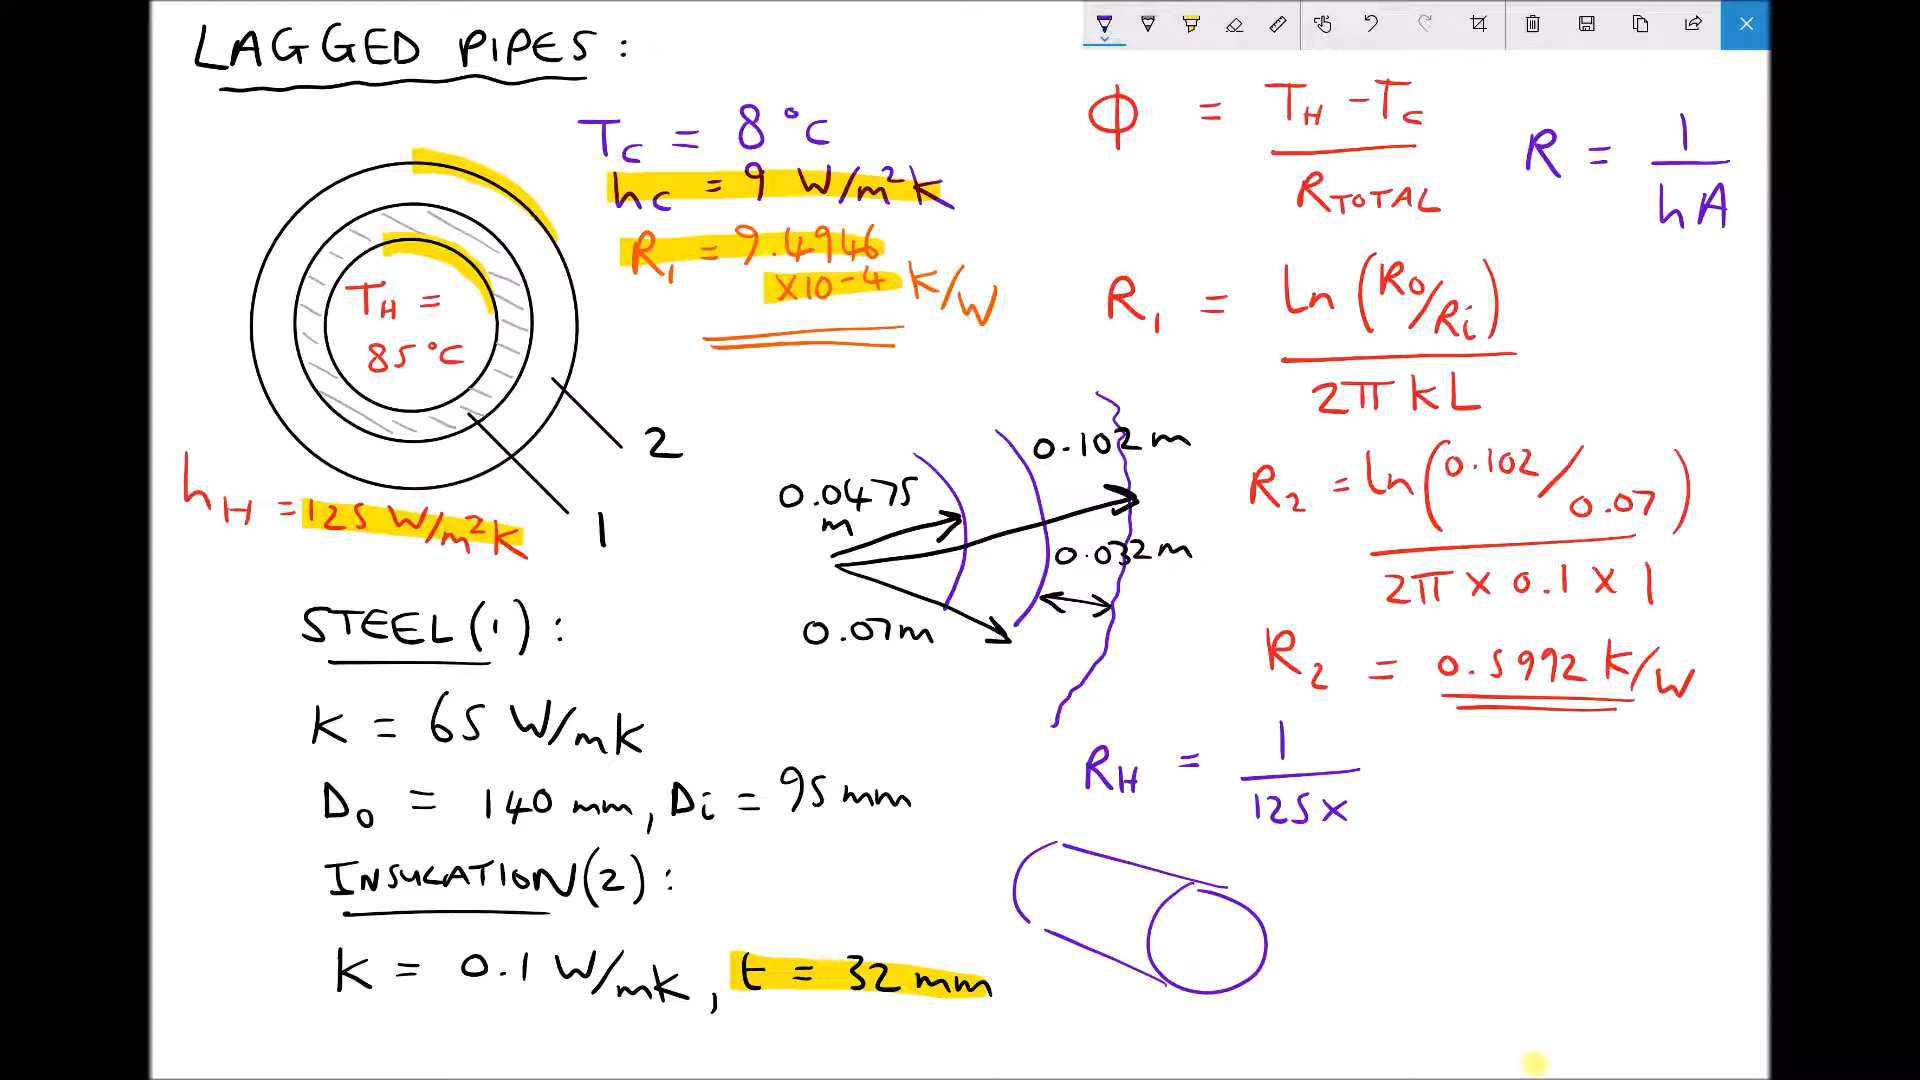 LAGGED PIPES:
Tc = 8 °C
hc = 9 W/m²K
R₁ = 9.4946
x10⁻⁴ K/W
TH =
85°C
2
1
hH = 125 W/m²K
STEEL(1):
K = 65 W/mK
Do = 140 mm, Di = 95 mm
INSULATION(2):
K = 0.1 W/mK, t = 32 mm
0.0475
m
0.102 m
0.032 m
0.07m
Φ = TH - Tc
RTOTAL
R = 1
hA
R₁ = ln (Ro/Ri)
2π K L
R₂ = ln (0.102/0.07)
2π x 0.1 x 1
R₂ = 0.5992 K/W
RH = 1
125 x